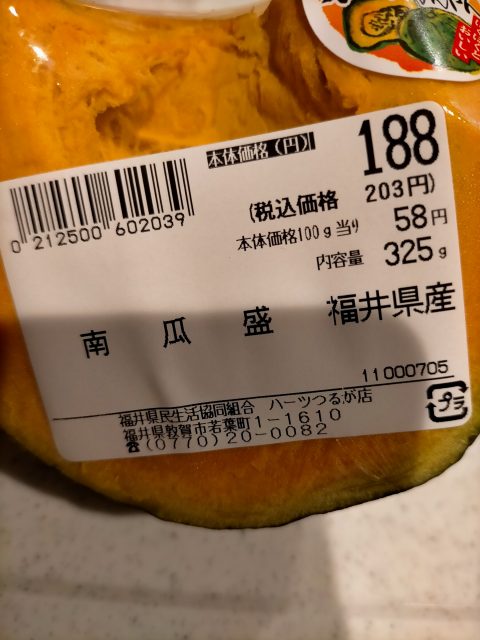 本体価格(円) 188
(税込価格 203円)
本体価格100g当り 58円
内容量 325g
0 212500 602039
南瓜盛 福井県産
11000705
プラ
福井県民生活協同組合 ハーツつるが店
福井県敦賀市若葉町1-1610
☎(0770)20-0082